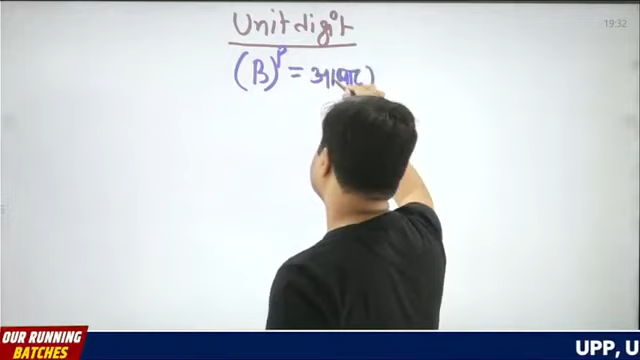 Unit digit
19:32
(B)^P = आधार)
OUR RUNNING
BATCHES
UPP, U